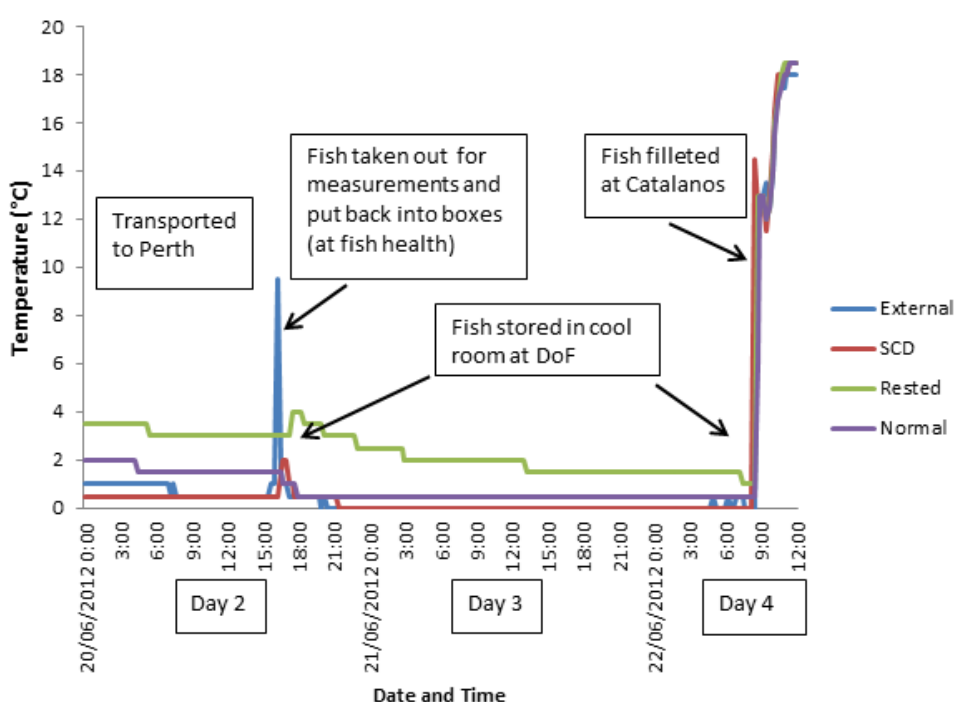 20
18
16
14
12
10
8
6
4
2
0
Temperature (°C)
Transported
to Perth
Fish taken out for
measurements and
put back into boxes
(at fish health)
Fish stored in cool
room at DoF
Fish filleted
at Catalanos
External
SCD
Rested
Normal
20/06/2012 0:00
3:00
6:00
9:00
12:00
15:00
18:00
21:00
21/06/2012 0:00
3:00
6:00
9:00
12:00
15:00
18:00
21:00
22/06/2012 0:00
3:00
6:00
9:00
12:00
Day 2
Day 3
Day 4
Date and Time